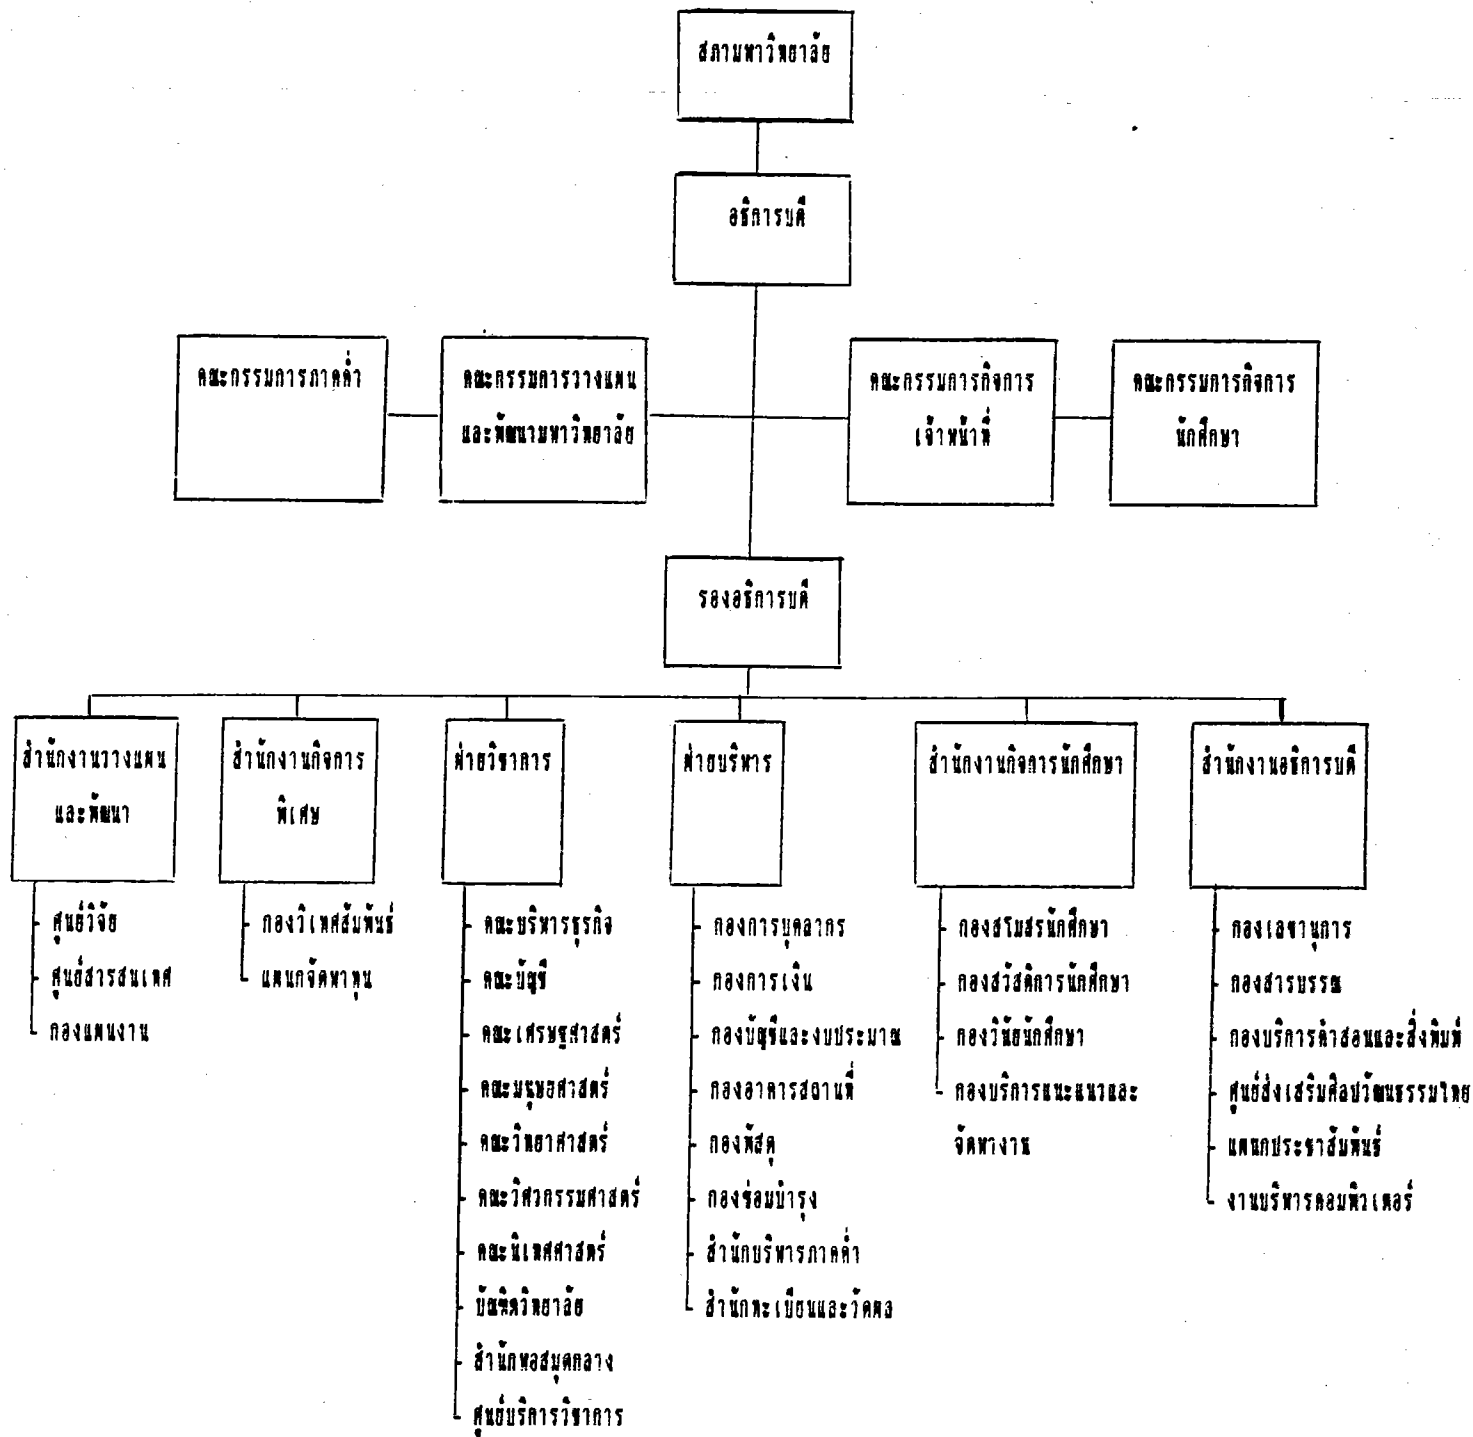 สภามหาวิทยาลัย
อธิการบดี
คณะกรรมการภาคค่ำ
คณะกรรมการวางแผน
และพัฒนามหาวิทยาลัย
คณะกรรมการกิจการ
เจ้าหน้าที่
คณะกรรมการกิจการ
นักศึกษา
รองอธิการบดี
สำนักงานวางแผน
และพัฒนา
สำนักงานกิจการ
พิเศษ
ฝ่ายวิชาการ
ฝ่ายบริหาร
สำนักงานกิจการนักศึกษา
สำนักงานอธิการบดี
- ศูนย์วิจัย
- ศูนย์สารสนเทศ
- กองแผนงาน
- กองวิเทศสัมพันธ์
- แผนกจัดหาทุน
- คณะบริหารธุรกิจ
- คณะบัญชี
- คณะเศรษฐศาสตร์
- คณะมนุษยศาสตร์
- คณะวิทยาศาสตร์
- คณะวิศวกรรมศาสตร์
- คณะนิเทศศาสตร์
- บัณฑิตวิทยาลัย
- สำนักหอสมุดกลาง
- ศูนย์บริการวิชาการ
- กองการบุคลากร
- กองการเงิน
- กองบัญชีและงบประมาณ
- กองอาคารสถานที่
- กองพัสดุ
- กองซ่อมบำรุง
- สำนักบริหารภาคค่ำ
- สำนักทะเบียนและวัดผล
- กองสโมสรนักศึกษา
- กองสวัสดิการนักศึกษา
- กองวินัยนักศึกษา
- กองบริการแนะแนวและ
จัดหางาน
- กองเลขานุการ
- กองสารบรรณ
- กองบริการคำสอนและสิ่งพิมพ์
- ศูนย์ส่งเสริมศิลปวัฒนธรรมไทย
- แผนกประชาสัมพันธ์
- งานบริหารคอมพิวเตอร์